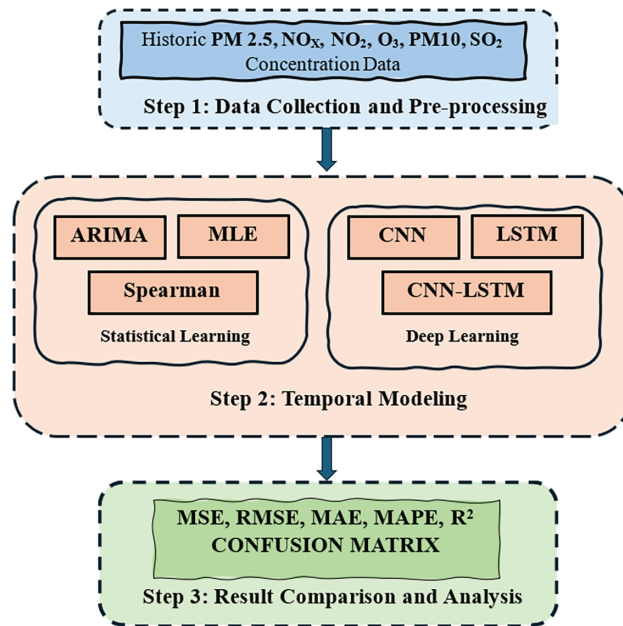 Historic PM 2.5, NOₓ, NO₂, O₃, PM10, SO₂
Concentration Data
Step 1: Data Collection and Pre-processing
ARIMA
MLE
Spearman
Statistical Learning
CNN
LSTM
CNN-LSTM
Deep Learning
Step 2: Temporal Modeling
MSE, RMSE, MAE, MAPE, R²
CONFUSION MATRIX
Step 3: Result Comparison and Analysis